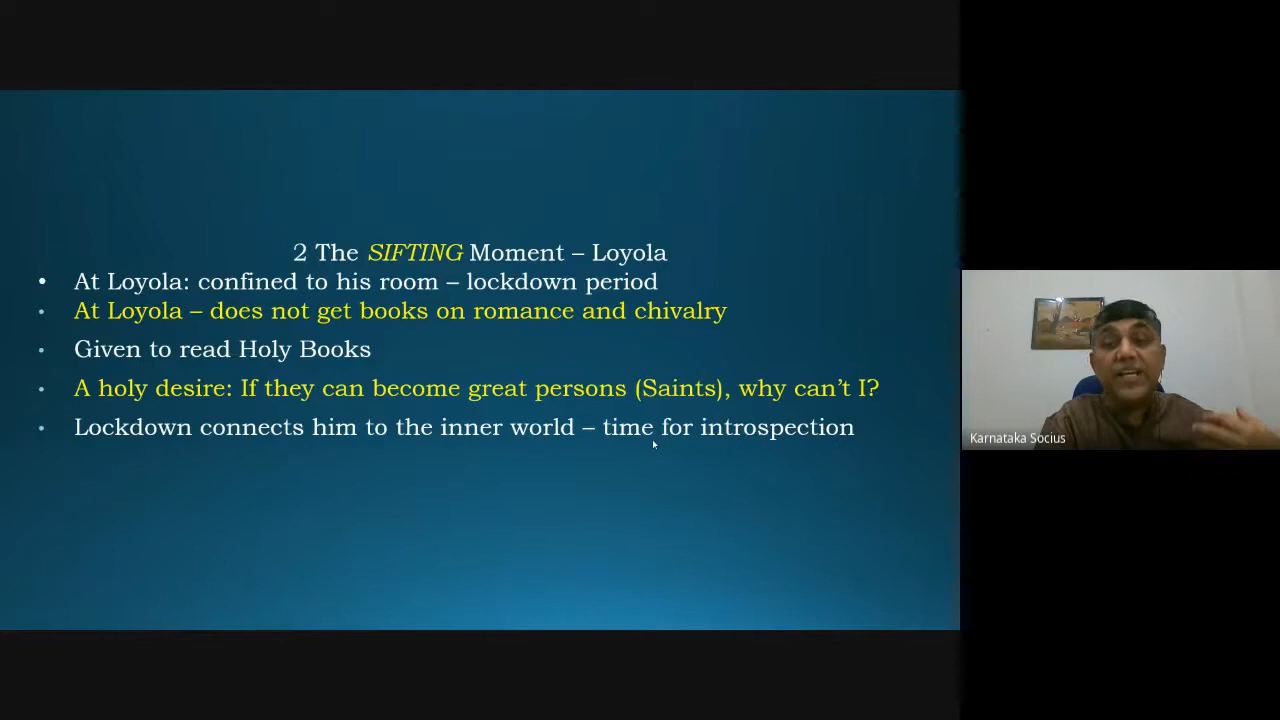 2 The SIFTING Moment – Loyola
• At Loyola: confined to his room – lockdown period
• At Loyola – does not get books on romance and chivalry
• Given to read Holy Books
• A holy desire: If they can become great persons (Saints), why can’t I?
• Lockdown connects him to the inner world – time for introspection
Karnataka Socius